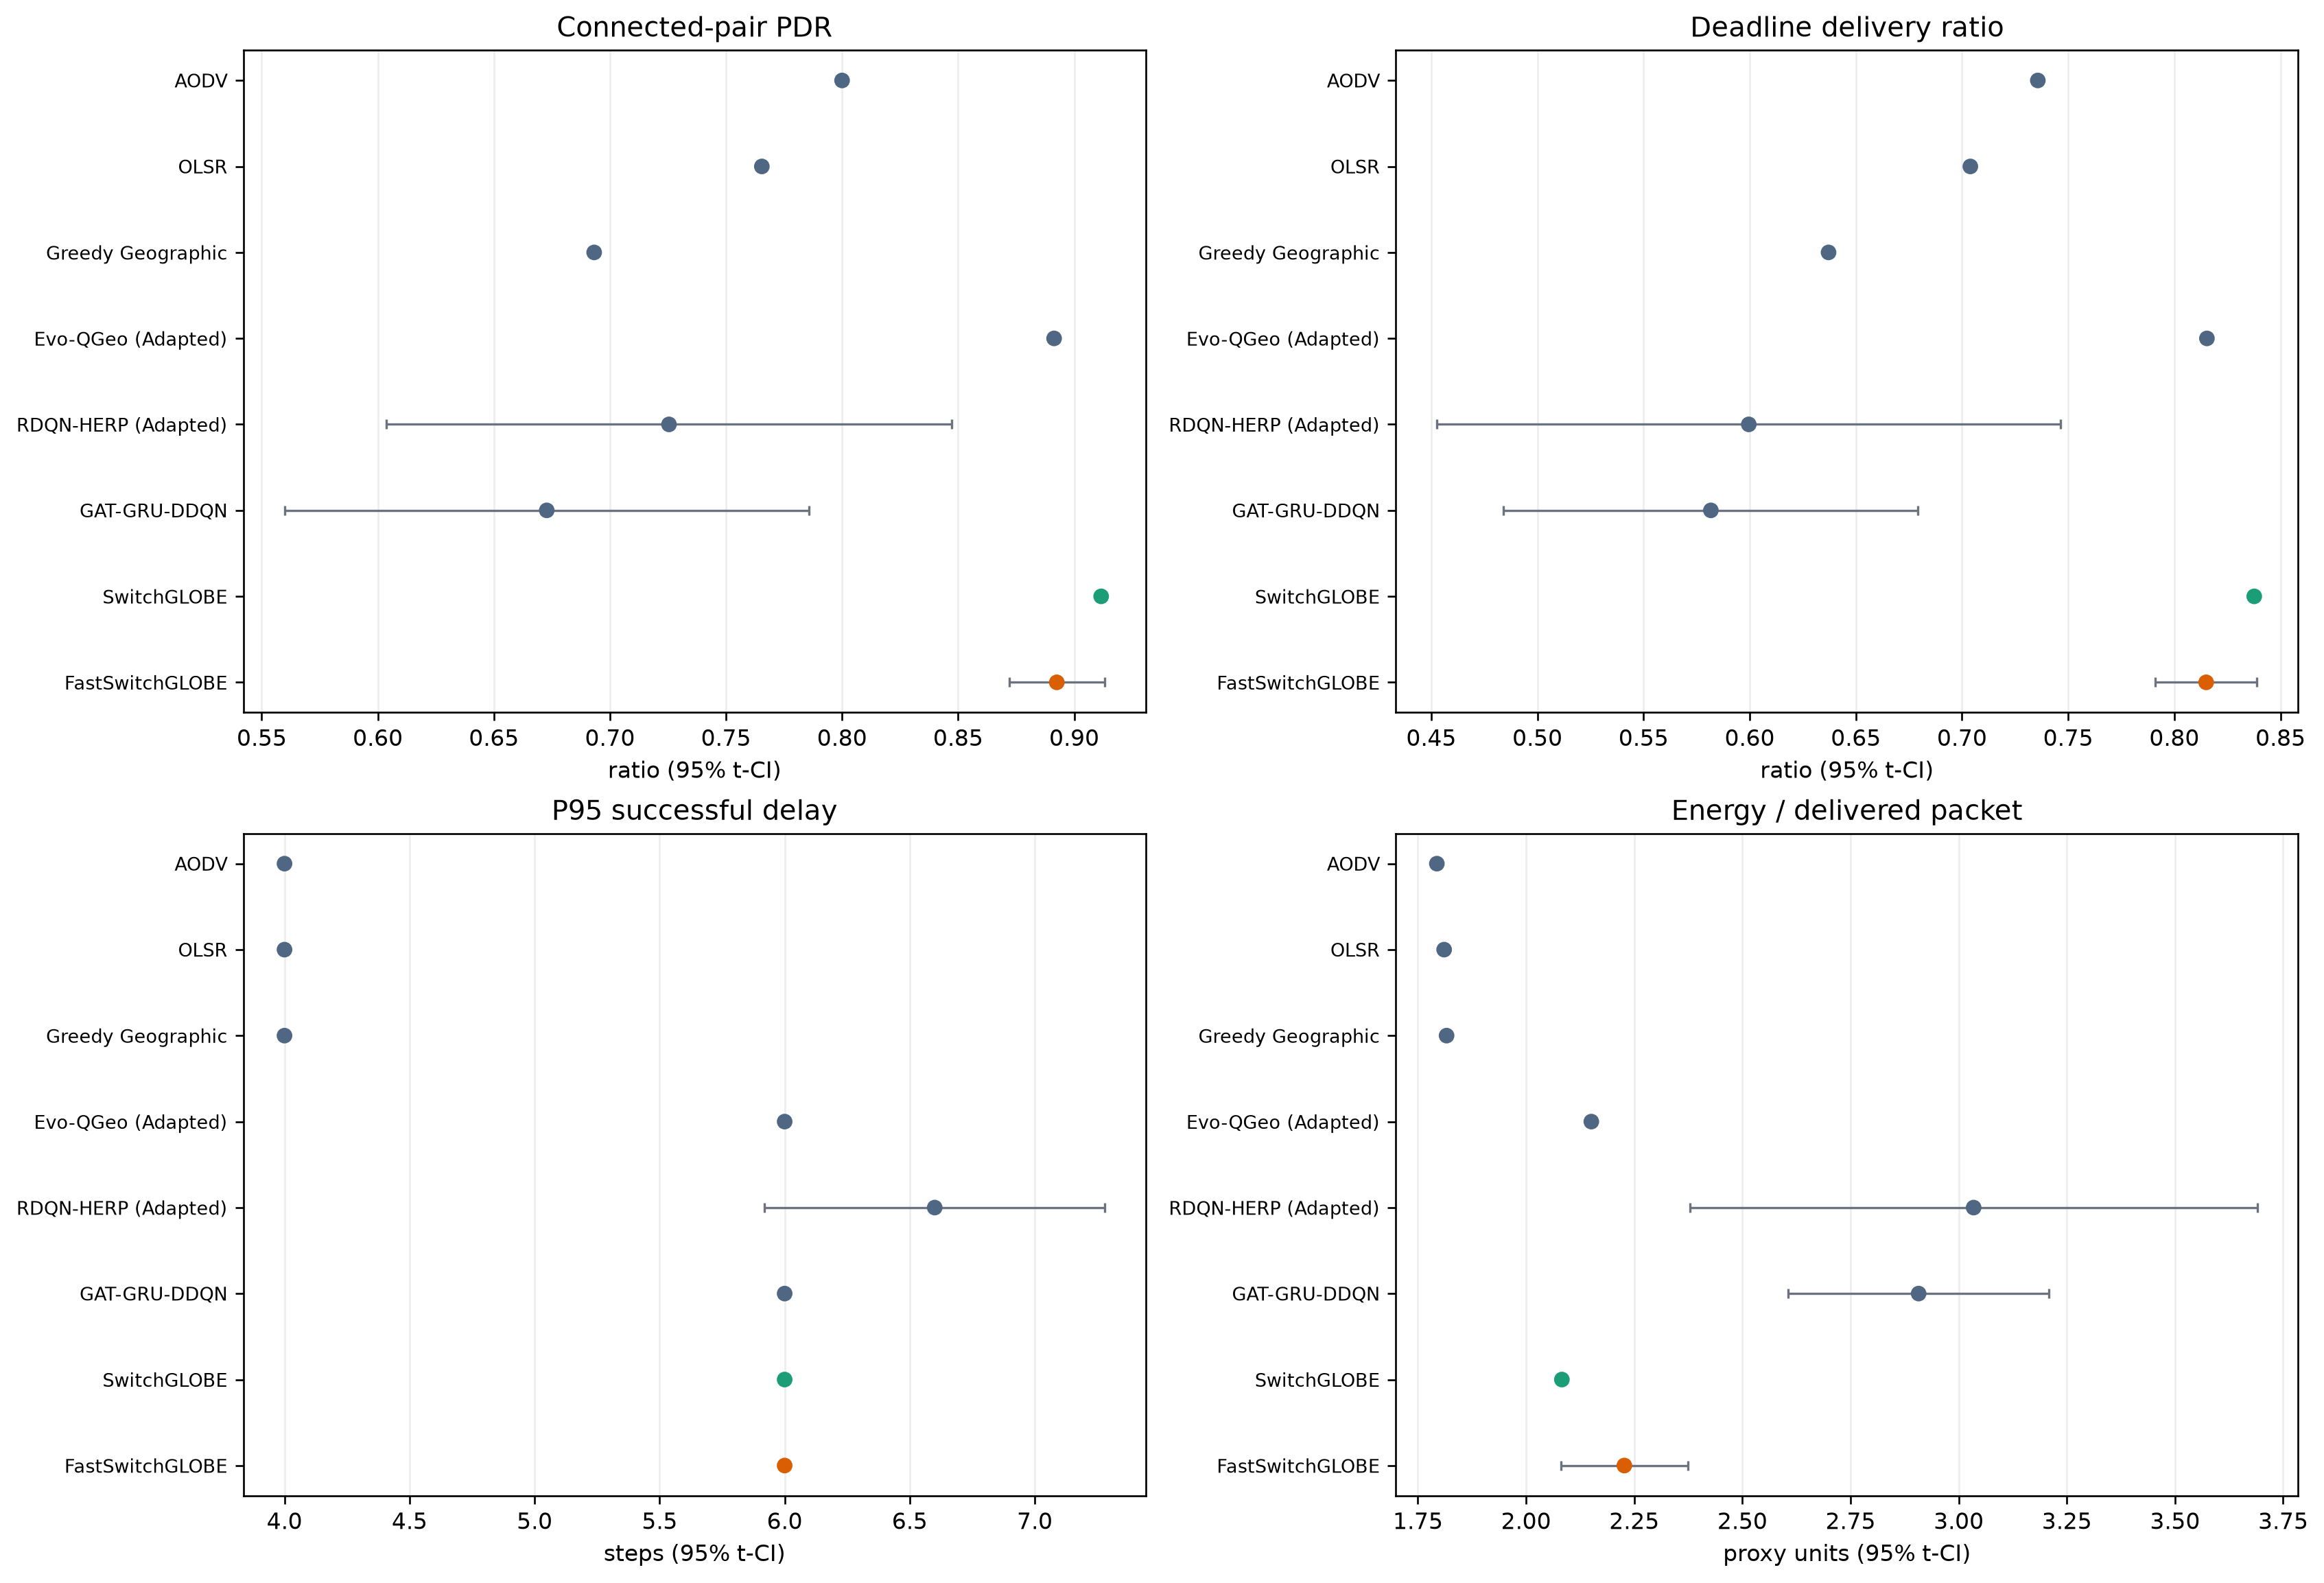 Connected-pair PDR
AODV
OLSR
Greedy Geographic
Evo-QGeo (Adapted)
RDQN-HERP (Adapted)
GAT-GRU-DDQN
SwitchGLOBE
FastSwitchGLOBE
0.55 0.60 0.65 0.70 0.75 0.80 0.85 0.90
ratio (95% t-CI)
Deadline delivery ratio
AODV
OLSR
Greedy Geographic
Evo-QGeo (Adapted)
RDQN-HERP (Adapted)
GAT-GRU-DDQN
SwitchGLOBE
FastSwitchGLOBE
0.45 0.50 0.55 0.60 0.65 0.70 0.75 0.80 0.85
ratio (95% t-CI)
P95 successful delay
AODV
OLSR
Greedy Geographic
Evo-QGeo (Adapted)
RDQN-HERP (Adapted)
GAT-GRU-DDQN
SwitchGLOBE
FastSwitchGLOBE
4.0 4.5 5.0 5.5 6.0 6.5 7.0
steps (95% t-CI)
Energy / delivered packet
AODV
OLSR
Greedy Geographic
Evo-QGeo (Adapted)
RDQN-HERP (Adapted)
GAT-GRU-DDQN
SwitchGLOBE
FastSwitchGLOBE
1.75 2.00 2.25 2.50 2.75 3.00 3.25 3.50 3.75
proxy units (95% t-CI)